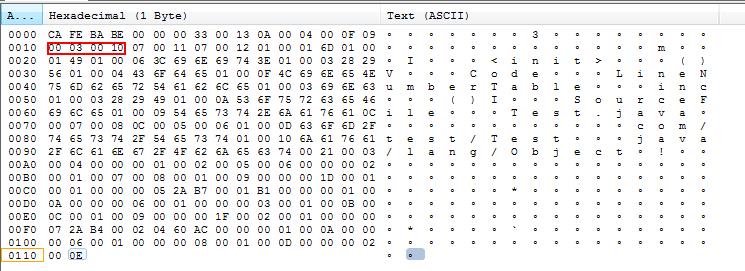 A... Hexadecimal (1 Byte) Text (ASCII)
0000 CA FE BA BE 00 00 00 33 00 13 0A 00 04 00 0F 09 ∘ ∘ ∘ ∘ ∘ ∘ ∘ 3 ∘ ∘ ∘ ∘ ∘ ∘ ∘ ∘
0010 00 03 00 10 07 00 11 07 00 12 01 00 01 6D 01 00 ∘ ∘ ∘ ∘ ∘ ∘ ∘ ∘ ∘ ∘ ∘ ∘ ∘ m ∘ ∘
0020 01 49 01 00 06 3C 69 6E 69 74 3E 01 00 03 28 29 ∘ I ∘ ∘ ∘ < i n i t > ∘ ∘ ∘ ( )
0030 56 01 00 04 43 6F 64 65 01 00 0F 4C 69 6E 65 4E V ∘ ∘ ∘ C o d e ∘ ∘ ∘ L i n e N
0040 75 6D 62 65 72 54 61 62 6C 65 01 00 03 69 6E 63 u m b e r T a b l e ∘ ∘ ∘ i n c
0050 01 00 03 28 29 49 01 00 0A 53 6F 75 72 63 65 46 ∘ ∘ ∘ ( ) I ∘ ∘ ∘ S o u r c e F
0060 69 6C 65 01 00 09 54 65 73 74 2E 6A 61 76 61 0C i l e ∘ ∘ ∘ T e s t . j a v a ∘
0070 00 07 00 08 0C 00 05 00 06 01 00 0D 63 6F 6D 2F ∘ ∘ ∘ ∘ ∘ ∘ ∘ ∘ ∘ ∘ ∘ ∘ c o m /
0080 74 65 73 74 2F 54 65 73 74 01 00 10 6A 61 76 61 t e s t / T e s t ∘ ∘ ∘ j a v a
0090 2F 6C 61 6E 67 2F 4F 62 6A 65 63 74 00 21 00 03 / l a n g / O b j e c t ∘ ! ∘ ∘
00A0 00 04 00 00 00 01 00 02 00 05 00 06 00 00 00 02 ∘ ∘ ∘ ∘ ∘ ∘ ∘ ∘ ∘ ∘ ∘ ∘ ∘ ∘ ∘ ∘
00B0 00 01 00 07 00 08 00 01 00 09 00 00 00 1D 00 01 ∘ ∘ ∘ ∘ ∘ ∘ ∘ ∘ ∘ ∘ ∘ ∘ ∘ ∘ ∘ ∘
00C0 00 01 00 00 00 05 2A B7 00 01 B1 00 00 00 01 00 ∘ ∘ ∘ ∘ ∘ ∘ * ∘ ∘ ∘ ∘ ∘ ∘ ∘ ∘ ∘
00D0 0A 00 00 00 06 00 01 00 00 00 03 00 01 00 0B 00 ∘ ∘ ∘ ∘ ∘ ∘ ∘ ∘ ∘ ∘ ∘ ∘ ∘ ∘ ∘ ∘
00E0 0C 00 01 00 09 00 00 00 1F 00 02 00 01 00 00 00 ∘ ∘ ∘ ∘ ∘ ∘ ∘ ∘ ∘ ∘ ∘ ∘ ∘ ∘ ∘ ∘
00F0 07 2A B4 00 02 04 60 AC 00 00 00 01 00 0A 00 00 ∘ * ∘ ∘ ∘ ∘ ` ∘ ∘ ∘ ∘ ∘ ∘ ∘ ∘ ∘
0100 00 06 00 01 00 00 00 08 00 01 00 0D 00 00 00 02 ∘ ∘ ∘ ∘ ∘ ∘ ∘ ∘ ∘ ∘ ∘ ∘ ∘ ∘ ∘ ∘
0110 00 0E ∘ ∘